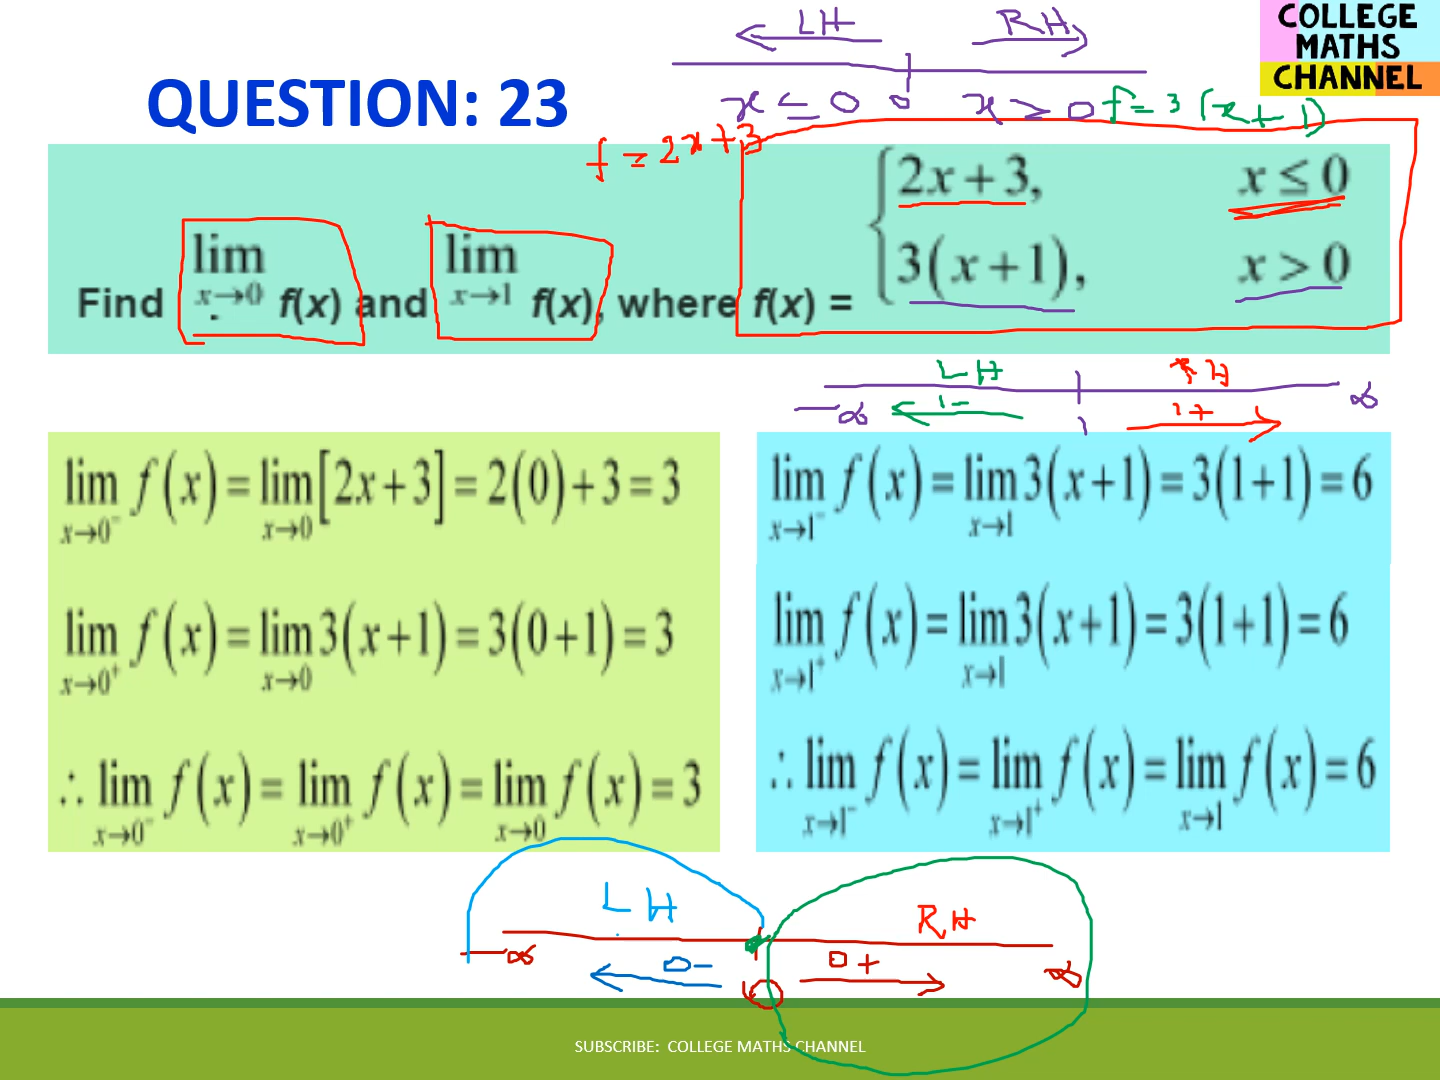 LH RH
COLLEGE
MATHS
CHANNEL
QUESTION: 23
x ≤ 0 0 x > 0 f = 3(x+1)
f = 2x+3
Find lim x→0 f(x) and lim x→1 f(x), where f(x) = { 2x+3, x ≤ 0
3(x+1), x > 0
LH RH
-∞ 1- 1 1+ ∞
lim x→0⁻ f(x) = lim x→0 [2x+3] = 2(0)+3 = 3
lim x→0⁺ f(x) = lim x→0 3(x+1) = 3(0+1) = 3
∴ lim x→0⁻ f(x) = lim x→0⁺ f(x) = lim x→0 f(x) = 3
lim x→1⁻ f(x) = lim x→1 3(x+1) = 3(1+1) = 6
lim x→1⁺ f(x) = lim x→1 3(x+1) = 3(1+1) = 6
∴ lim x→1⁻ f(x) = lim x→1⁺ f(x) = lim x→1 f(x) = 6
LH RH
-∞ 0- 0+ ∞
SUBSCRIBE: COLLEGE MATHS CHANNEL